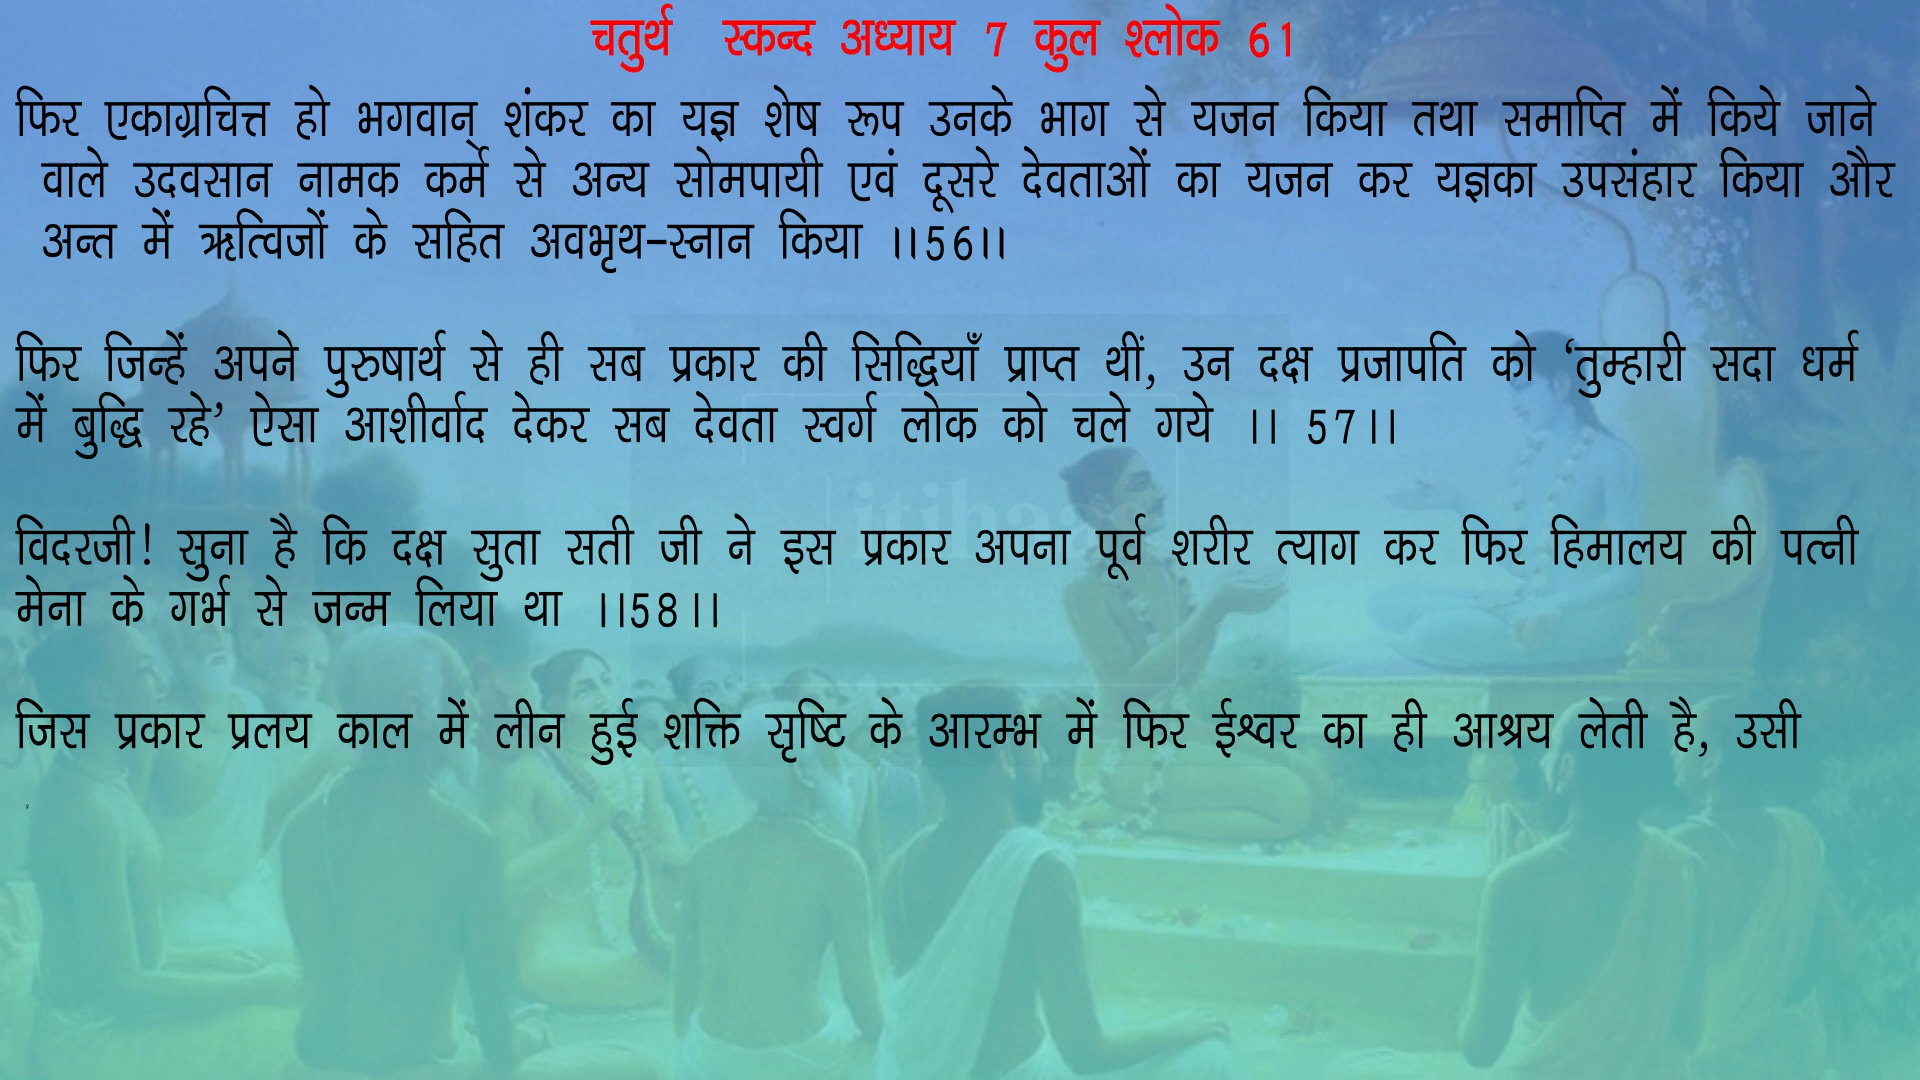 चतुर्थ स्कन्द अध्याय 7 कुल श्लोक 61
फिर एकाग्रचित्त हो भगवान् शंकर का यज्ञ शेष रूप उनके भाग से यजन किया तथा समाप्ति में किये जाने
वाले उदवसान नामक कर्म से अन्य सोमपायी एवं दूसरे देवताओं का यजन कर यज्ञका उपसंहार किया और
अन्त में ऋत्विजों के सहित अवभृथ-स्नान किया ।।56।।
फिर जिन्हें अपने पुरुषार्थ से ही सब प्रकार की सिद्धियाँ प्राप्त थीं, उन दक्ष प्रजापति को ‘तुम्हारी सदा धर्म
में बुद्धि रहे’ ऐसा आशीर्वाद देकर सब देवता स्वर्ग लोक को चले गये ।। 57।।
विदरजी! सुना है कि दक्ष सुता सती जी ने इस प्रकार अपना पूर्व शरीर त्याग कर फिर हिमालय की पत्नी
मेना के गर्भ से जन्म लिया था ।।58।।
जिस प्रकार प्रलय काल में लीन हुई शक्ति सृष्टि के आरम्भ में फिर ईश्वर का ही आश्रय लेती है, उसी